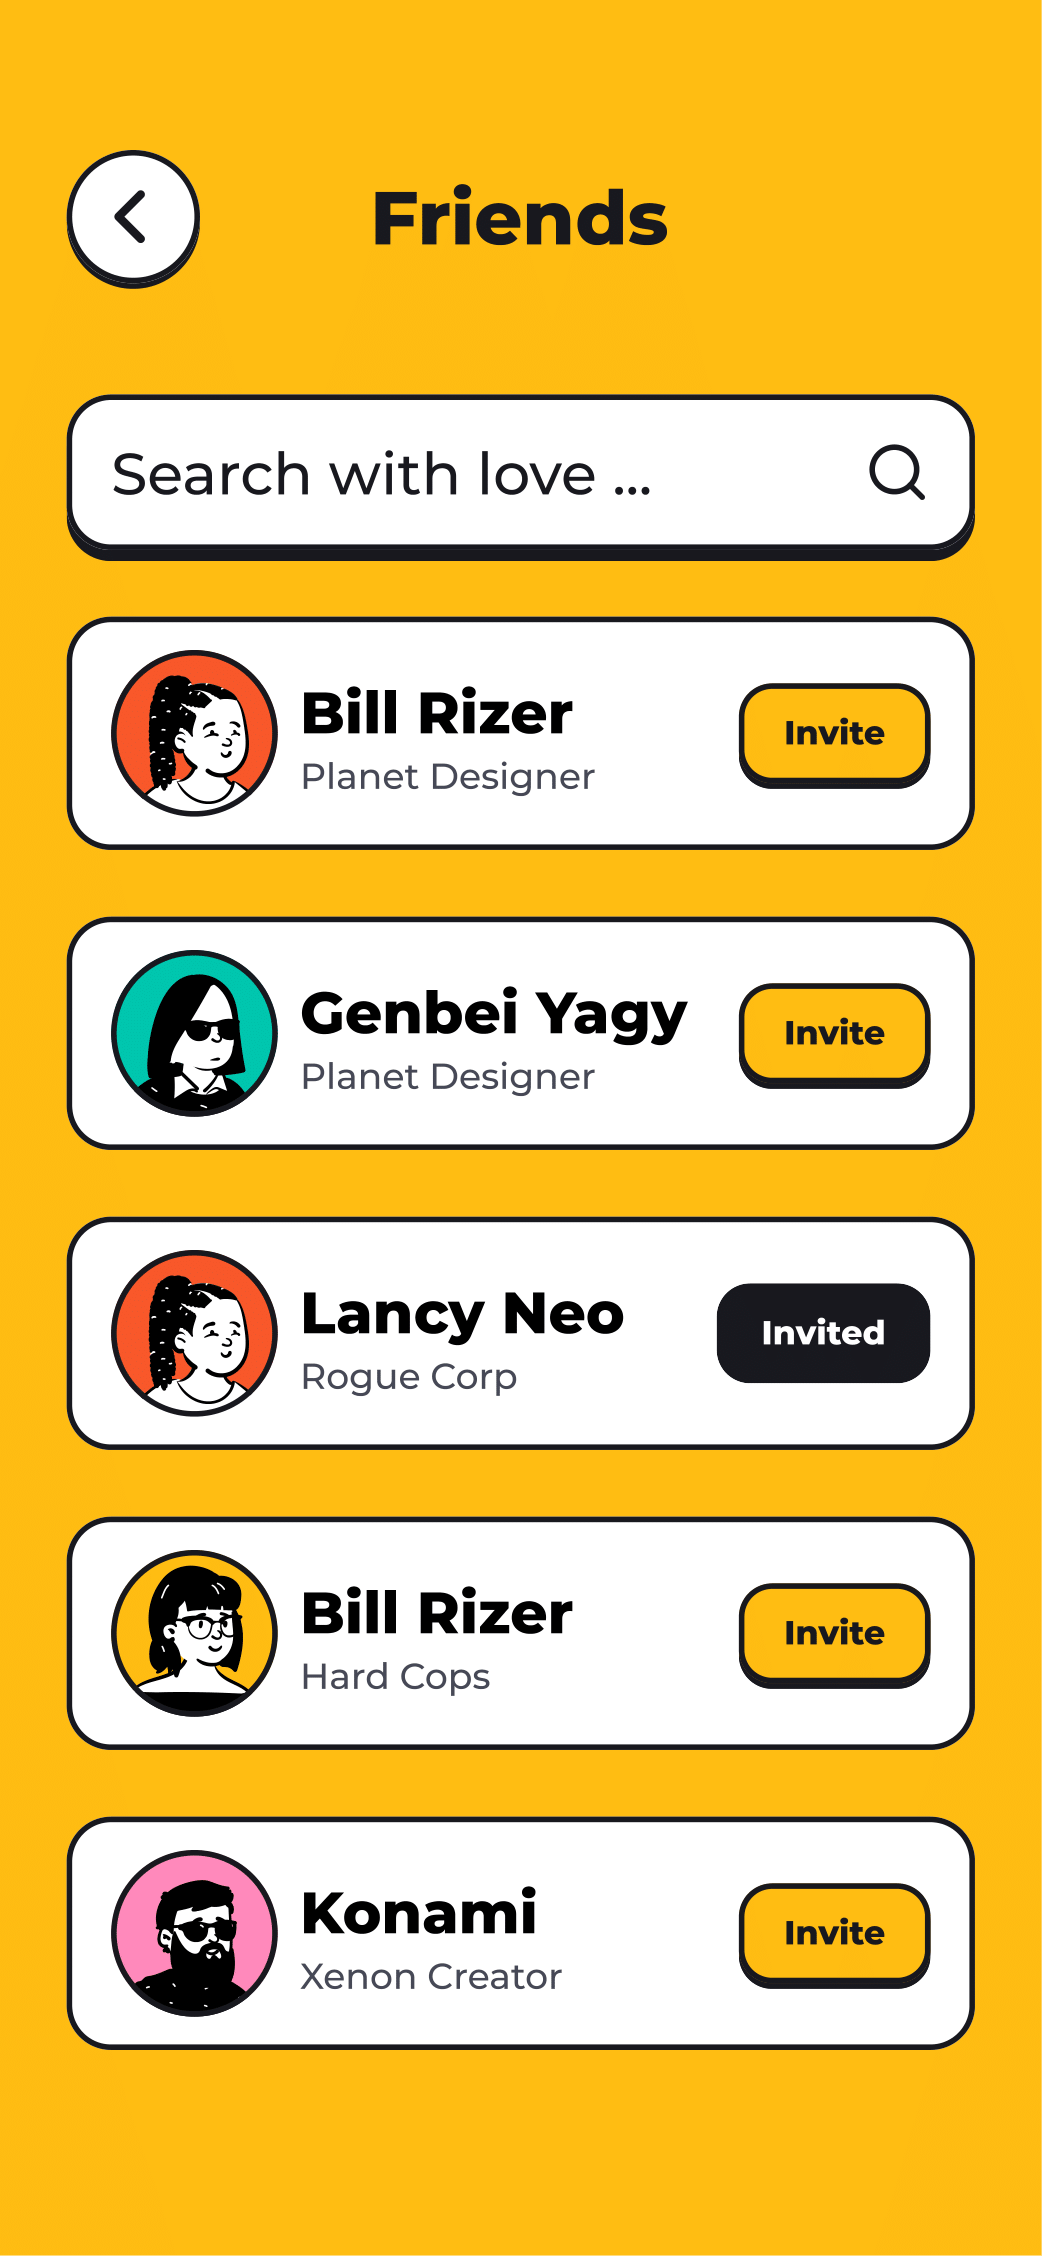 Friends
Search with love ...
Bill Rizer
Planet Designer
Invite
Genbei Yagy
Planet Designer
Invite
Lancy Neo
Rogue Corp
Invited
Bill Rizer
Hard Cops
Invite
Konami
Xenon Creator
Invite